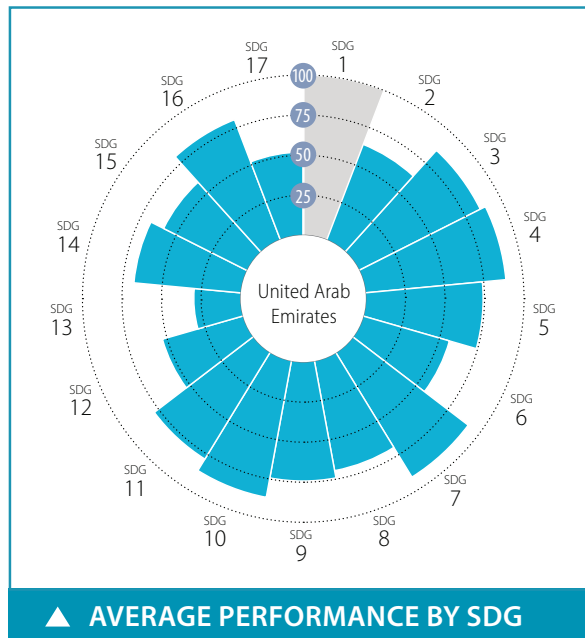 SDG
1
SDG
2
SDG
3
SDG
4
SDG
5
SDG
6
SDG
7
SDG
8
SDG
9
SDG
10
SDG
11
SDG
12
SDG
13
SDG
14
SDG
15
SDG
16
SDG
17
100
75
50
25
United Arab
Emirates
▲ AVERAGE PERFORMANCE BY SDG